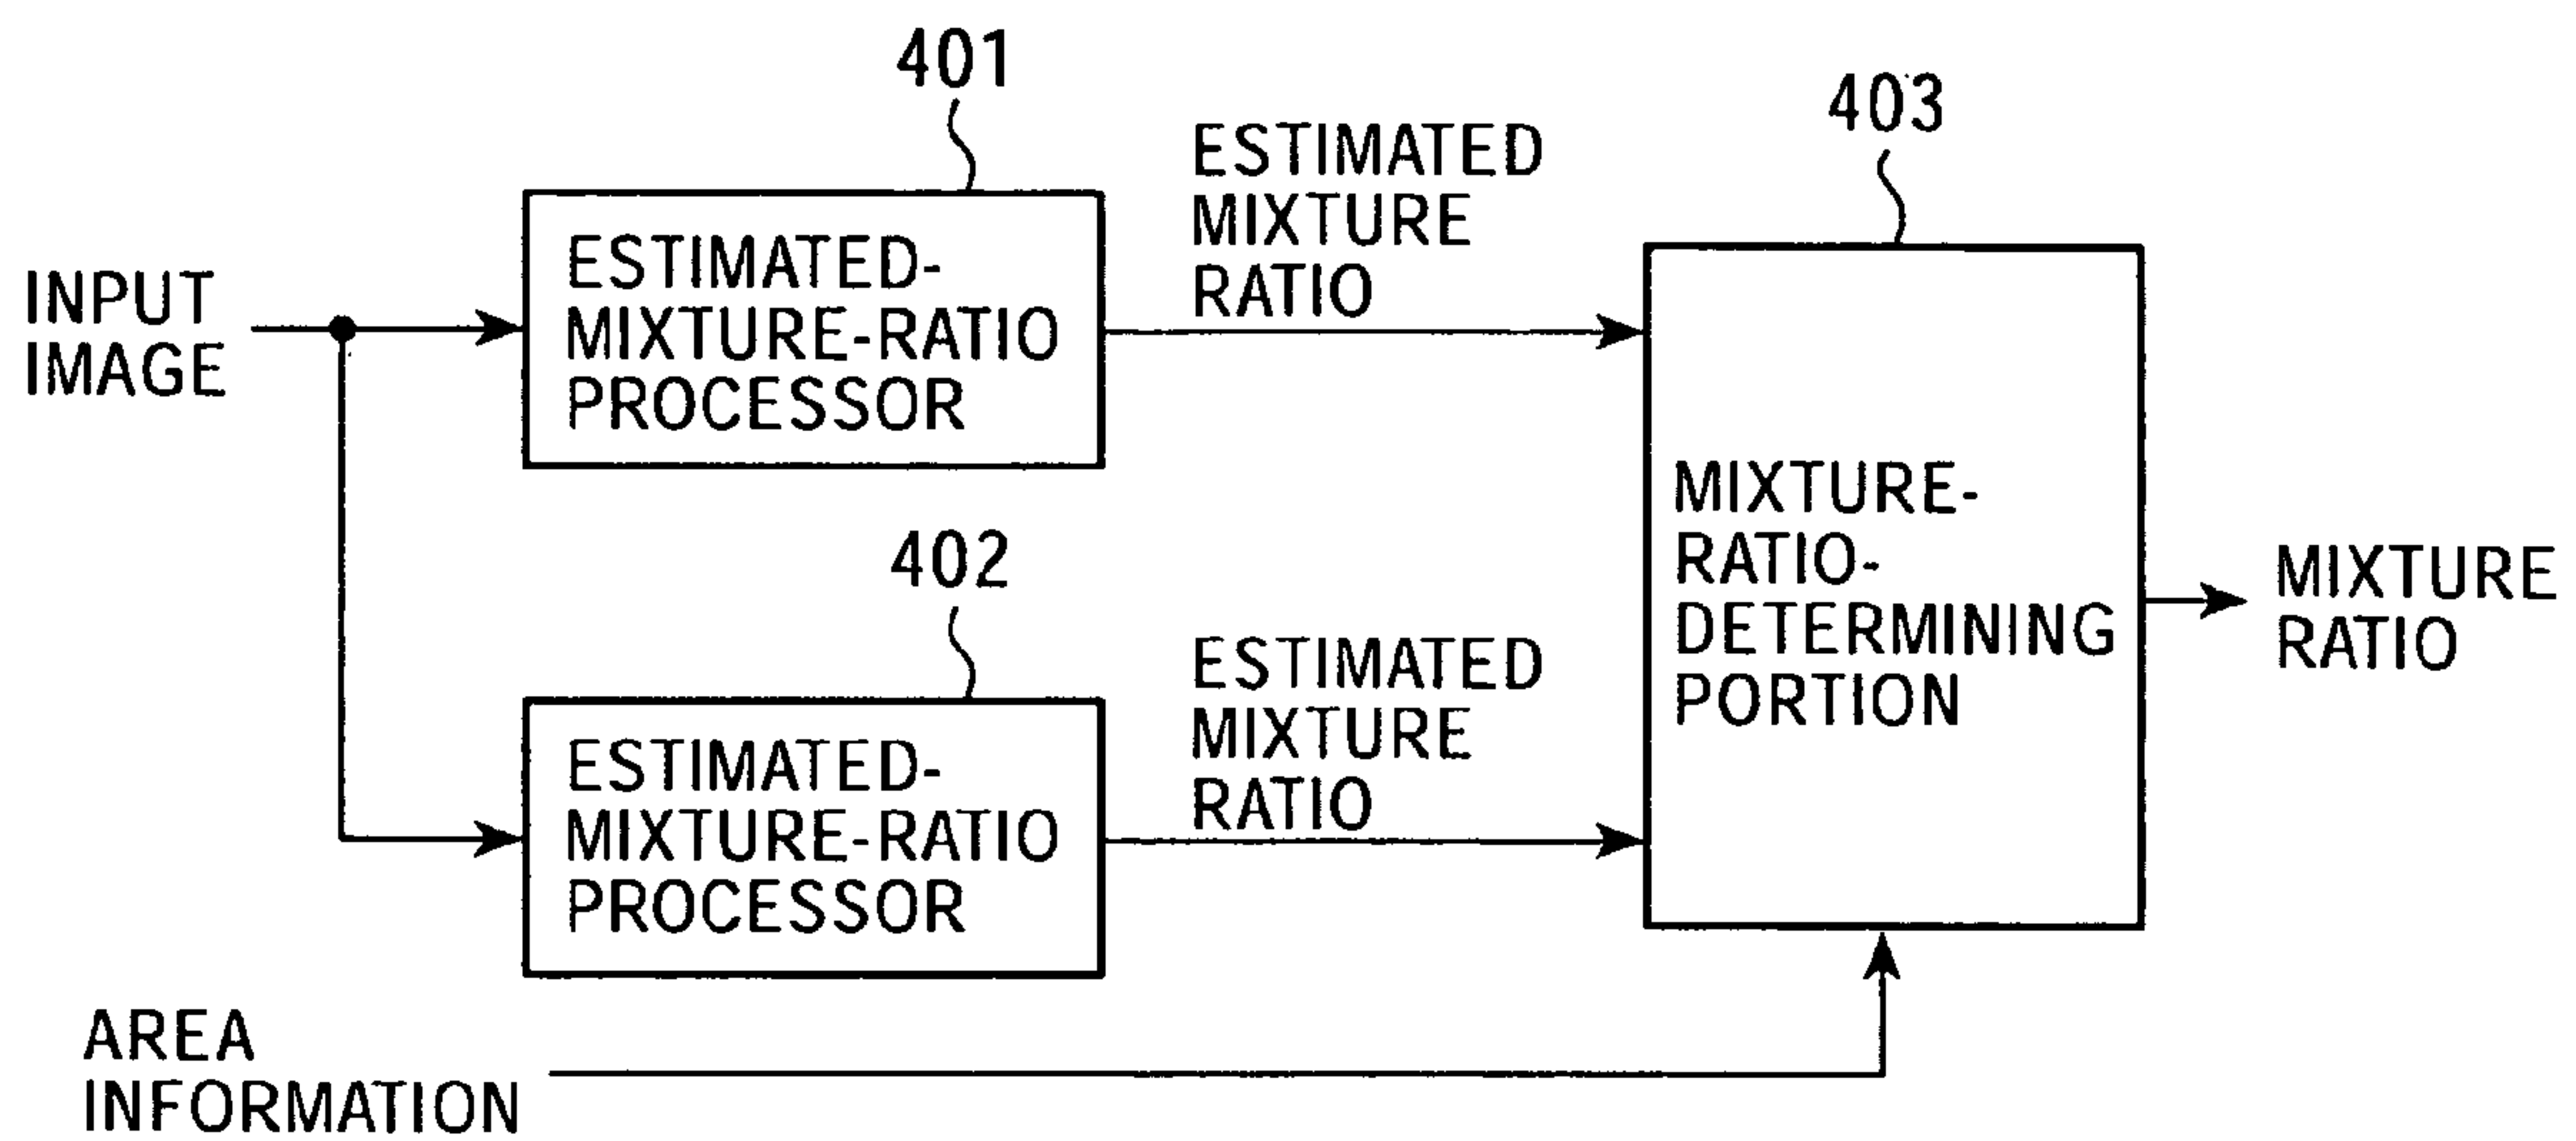 401
403
ESTIMATED
MIXTURE
RATIO
INPUT
IMAGE
ESTIMATED-
MIXTURE-RATIO
PROCESSOR
MIXTURE-
RATIO-
DETERMINING
PORTION
MIXTURE
RATIO
402
ESTIMATED
MIXTURE
RATIO
ESTIMATED-
MIXTURE-RATIO
PROCESSOR
AREA
INFORMATION